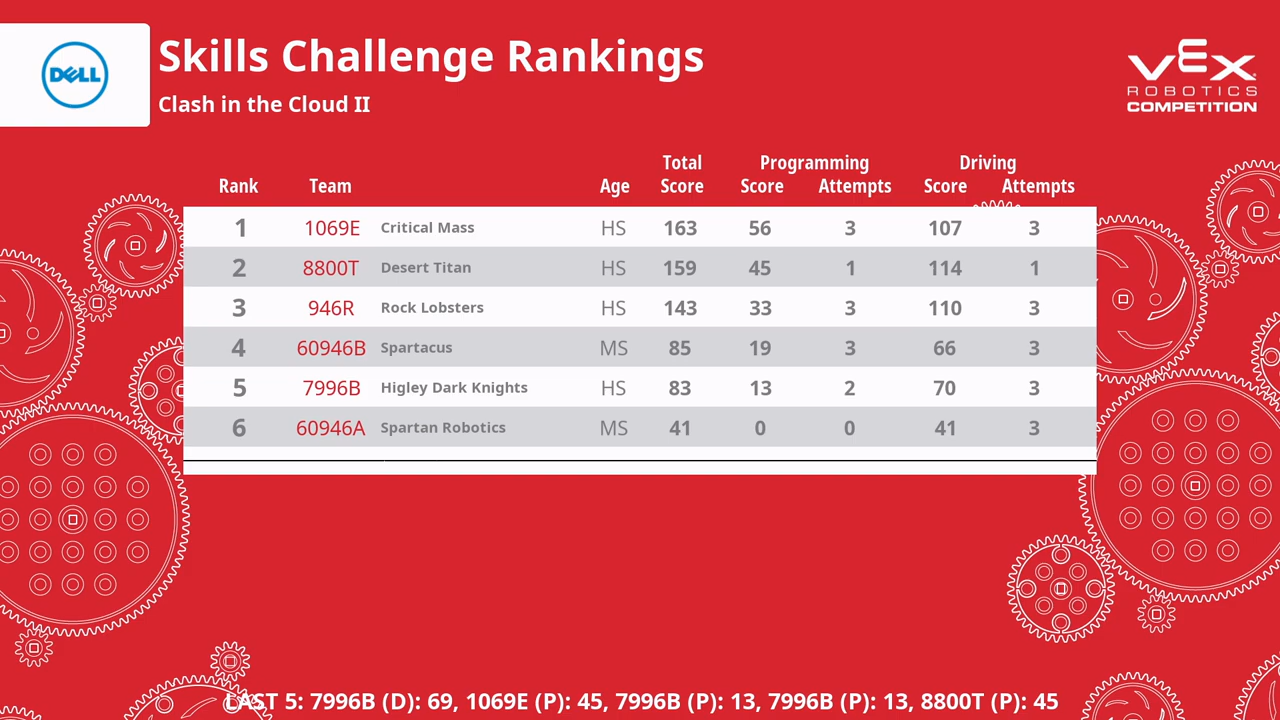 DELL
Skills Challenge Rankings
Clash in the Cloud II
VEX
ROBOTICS
COMPETITION
Total Programming Driving
Rank Team Age Score Score Attempts Score Attempts
1 1069E Critical Mass HS 163 56 3 107 3
2 8800T Desert Titan HS 159 45 1 114 1
3 946R Rock Lobsters HS 143 33 3 110 3
4 60946B Spartacus MS 85 19 3 66 3
5 7996B Higley Dark Knights HS 83 13 2 70 3
6 60946A Spartan Robotics MS 41 0 0 41 3
LAST 5: 7996B (D): 69, 1069E (P): 45, 7996B (P): 13, 7996B (P): 13, 8800T (P): 45